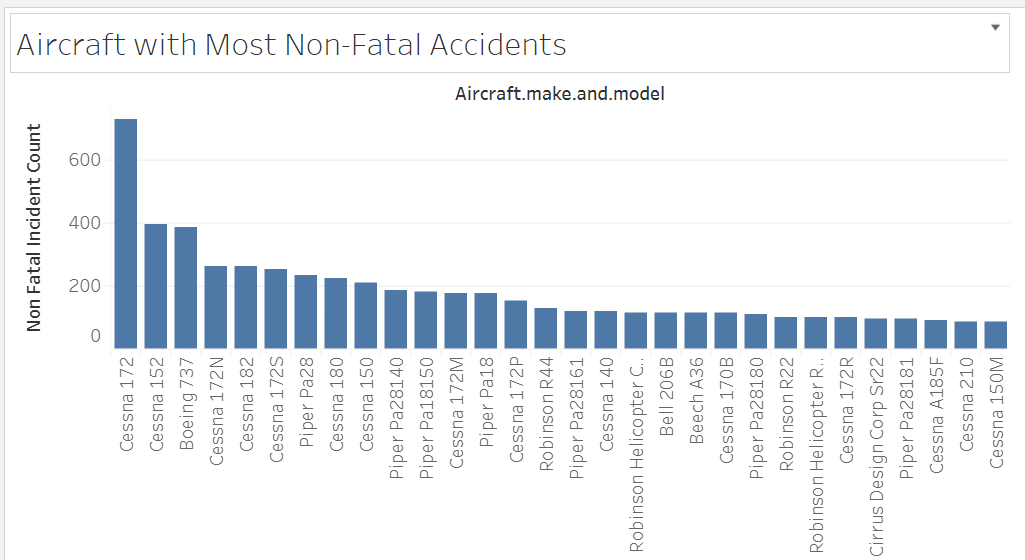 Aircraft with Most Non-Fatal Accidents
Aircraft.make.and.model
Non Fatal Incident Count
600
400
200
0
Cessna 172
Cessna 152
Boeing 737
Cessna 172N
Cessna 182
Cessna 172S
Piper Pa28
Cessna 180
Cessna 150
Piper Pa28140
Piper Pa18150
Cessna 172M
Piper Pa18
Cessna 172P
Robinson R44
Piper Pa28161
Cessna 140
Robinson Helicopter C..
Bell 206B
Beech A36
Cessna 170B
Piper Pa28180
Robinson R22
Robinson Helicopter R..
Cessna 172R
Cirrus Design Corp Sr22
Piper Pa28181
Cessna A185F
Cessna 210
Cessna 150M